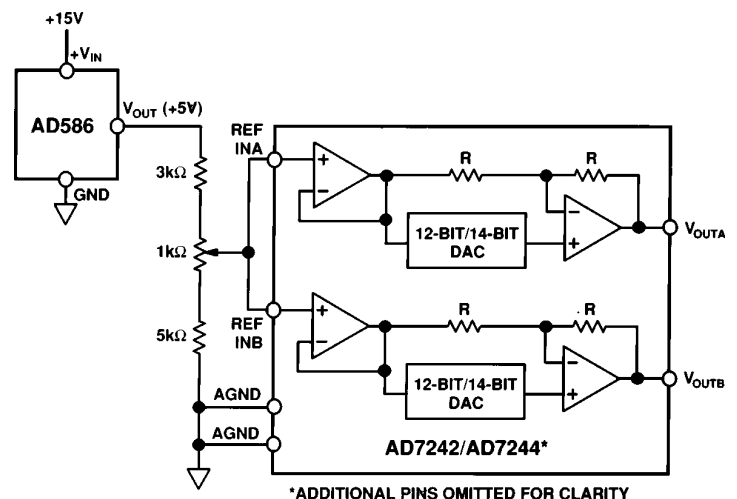 +15V
+VIN
AD586
VOUT (+5V)
GND
3kΩ
1kΩ
5kΩ
REF
INA
R
R
12-BIT/14-BIT
DAC
VOUTA
REF
INB
R
R
12-BIT/14-BIT
DAC
VOUTB
AGND
AGND
AD7242/AD7244*
*ADDITIONAL PINS OMITTED FOR CLARITY